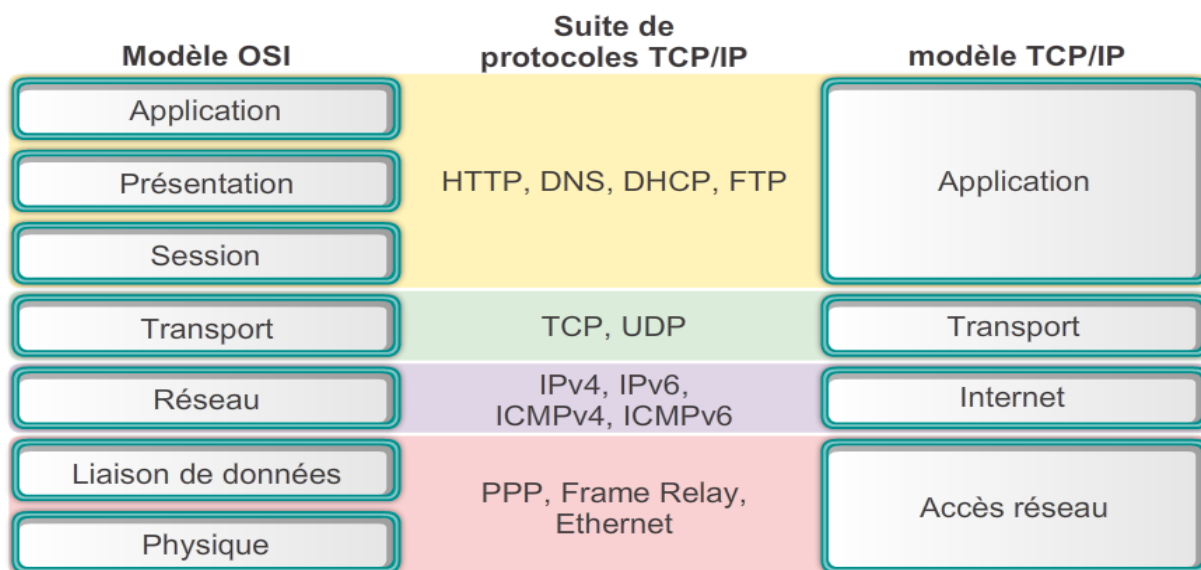 Modèle OSI
Suite de
protocoles TCP/IP
modèle TCP/IP
Application
Présentation
Session
HTTP, DNS, DHCP, FTP
Application
Transport
TCP, UDP
Transport
Réseau
IPv4, IPv6,
ICMPv4, ICMPv6
Internet
Liaison de données
Physique
PPP, Frame Relay,
Ethernet
Accès réseau